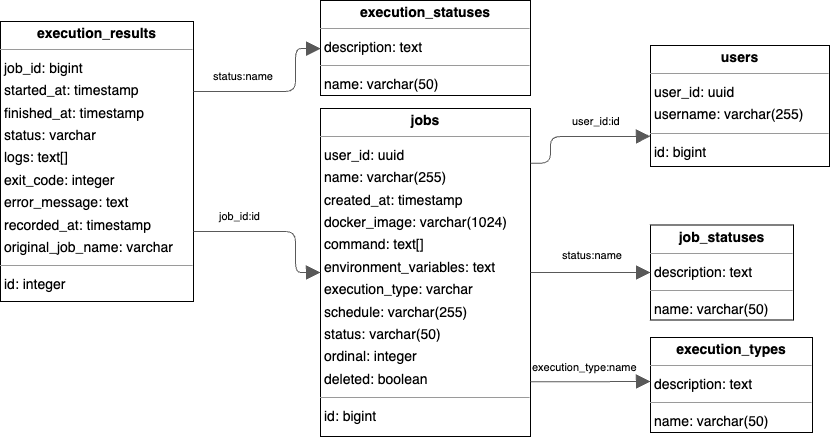 execution_results
job_id: bigint
started_at: timestamp
finished_at: timestamp
status: varchar
logs: text[]
exit_code: integer
error_message: text
recorded_at: timestamp
original_job_name: varchar
id: integer
status:name
job_id:id
execution_statuses
description: text
name: varchar(50)
jobs
user_id: uuid
name: varchar(255)
created_at: timestamp
docker_image: varchar(1024)
command: text[]
environment_variables: text
execution_type: varchar
schedule: varchar(255)
status: varchar(50)
ordinal: integer
deleted: boolean
id: bigint
user_id:id
status:name
execution_type:name
users
user_id: uuid
username: varchar(255)
id: bigint
job_statuses
description: text
name: varchar(50)
execution_types
description: text
name: varchar(50)